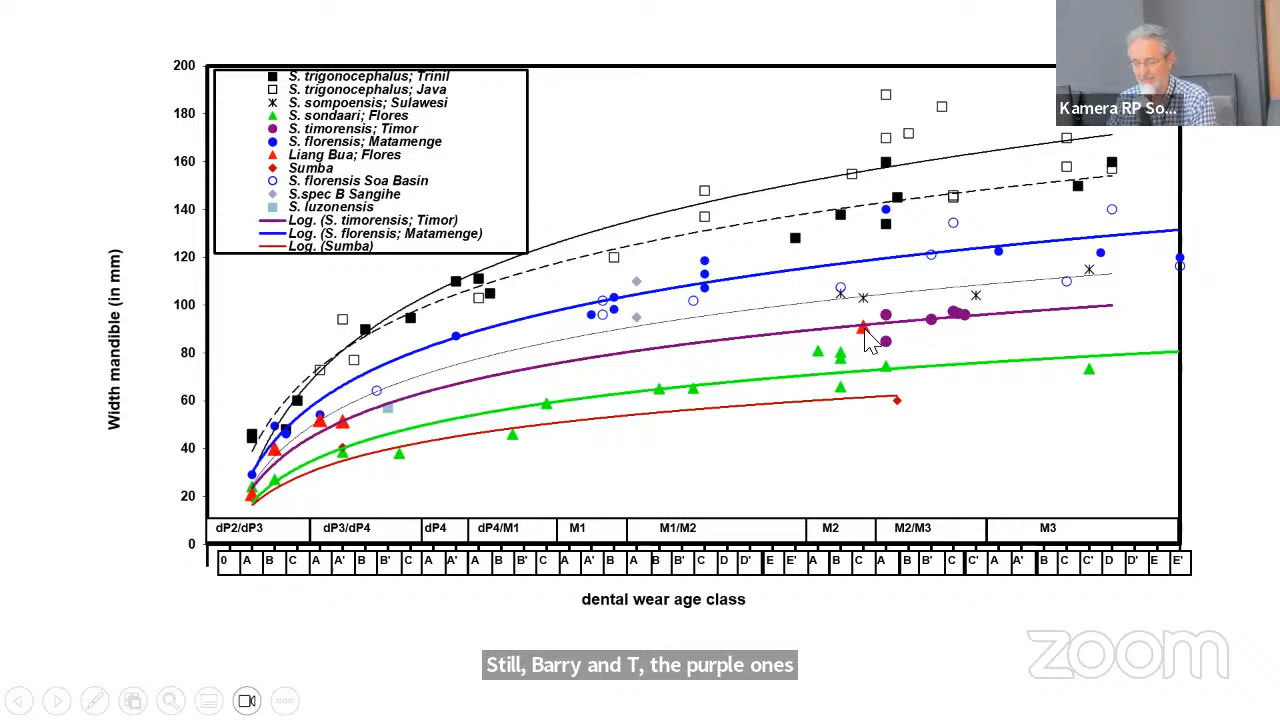 200
180
160
140
120
100
80
60
40
20
0
Width mandible (in mm)
S. trigonocephalus; Trinil
S. trigonocephalus; Java
S. sompoensis; Sulawesi
S. sondaari; Flores
S. timorensis; Timor
S. florensis; Matamenge
Liang Bua; Flores
Sumba
S. florensis Soa Basin
S.spec B Sangihe
S. luzonensis
Log. (S. timorensis; Timor)
Log. (S. florensis; Matamenge)
Log. (Sumba)
Kamera RP So...
dP2/dP3 dP3/dP4 dP4 dP4/M1 M1 M1/M2 M2 M2/M3 M3
0 A B C A A' B B' C A A' A B B' C A A' B A B B' C D D' E E' A B C A B B' C C' A A' B C C' D D' E E'
dental wear age class
Still, Barry and T, the purple ones
zoom